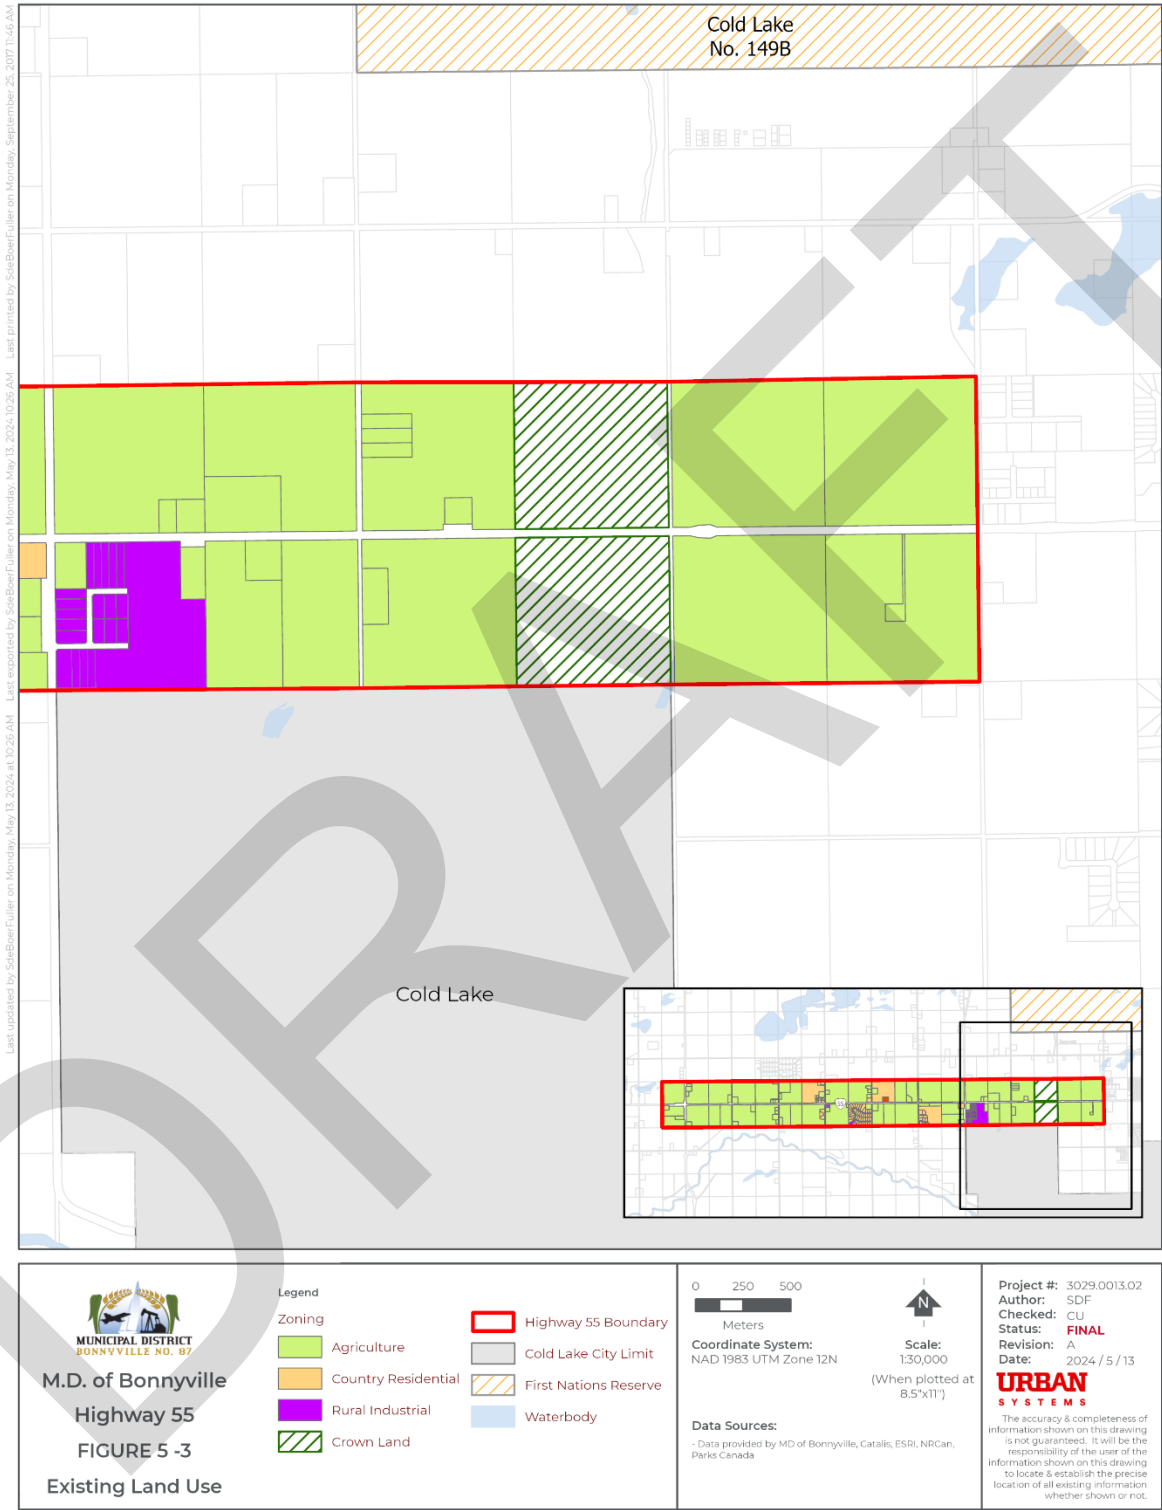 Cold Lake
No. 149B
Last updated by SdeBoerFuller on Monday, May 13, 2024 at 10:26 AM Last exported by SdeBoerFuller on Monday, May 13, 2024 10:26 AM Last printed by SdeBoerFuller on Monday, September 25, 2017 11:46 AM
DRAFT
Cold Lake
55
MUNICIPAL DISTRICT
BONNYVILLE NO. 87
M.D. of Bonnyville
Highway 55
FIGURE 5 -3
Existing Land Use
Legend
Zoning
Agriculture
Country Residential
Rural Industrial
Crown Land
Highway 55 Boundary
Cold Lake City Limit
First Nations Reserve
Waterbody
0 250 500
Meters
Coordinate System:
NAD 1983 UTM Zone 12N
N
Scale:
1:30,000
(When plotted at
8.5"x11")
Data Sources:
- Data provided by MD of Bonnyville, Catalis, ESRI, NRCan,
Parks Canada
Project #: 3029.0013.02
Author: SDF
Checked: CU
Status: FINAL
Revision: A
Date: 2024 / 5 / 13
URBAN
SYSTEMS
The accuracy & completeness of
information shown on this drawing
is not guaranteed. It will be the
responsibility of the user of the
information shown on this drawing
to locate & establish the precise
location of all existing information
whether shown or not.